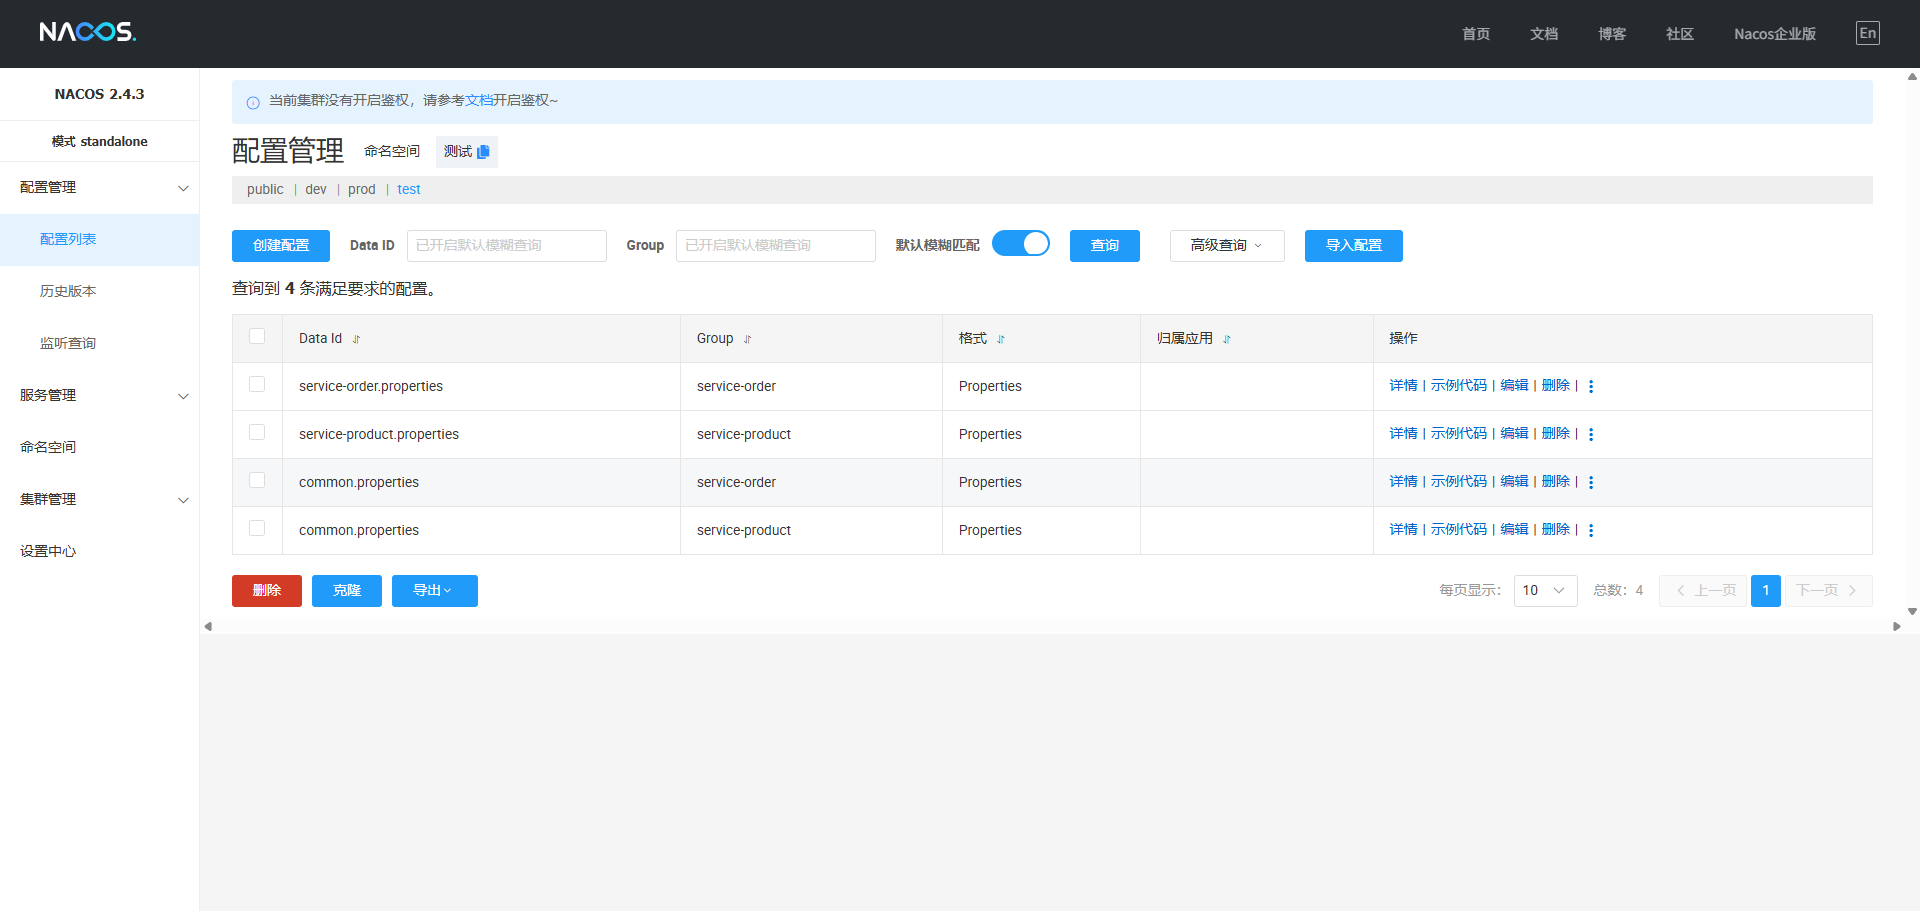 NACOS.
首页 文档 博客 社区 Nacos企业版 En
NACOS 2.4.3
模式 standalone
配置管理
配置列表
历史版本
监听查询
服务管理
命名空间
集群管理
设置中心
当前集群没有开启鉴权，请参考文档开启鉴权~
配置管理 命名空间 测试
public | dev | prod | test
创建配置 Data ID 已开启默认模糊查询 Group 已开启默认模糊查询 默认模糊匹配 查询 高级查询 导入配置
查询到 4 条满足要求的配置。
Data Id Group 格式 归属应用 操作
service-order.properties service-order Properties 详情 | 示例代码 | 编辑 | 删除 |
service-product.properties service-product Properties 详情 | 示例代码 | 编辑 | 删除 |
common.properties service-order Properties 详情 | 示例代码 | 编辑 | 删除 |
common.properties service-product Properties 详情 | 示例代码 | 编辑 | 删除 |
删除 克隆 导出 每页显示： 10 总数：4 上一页 1 下一页